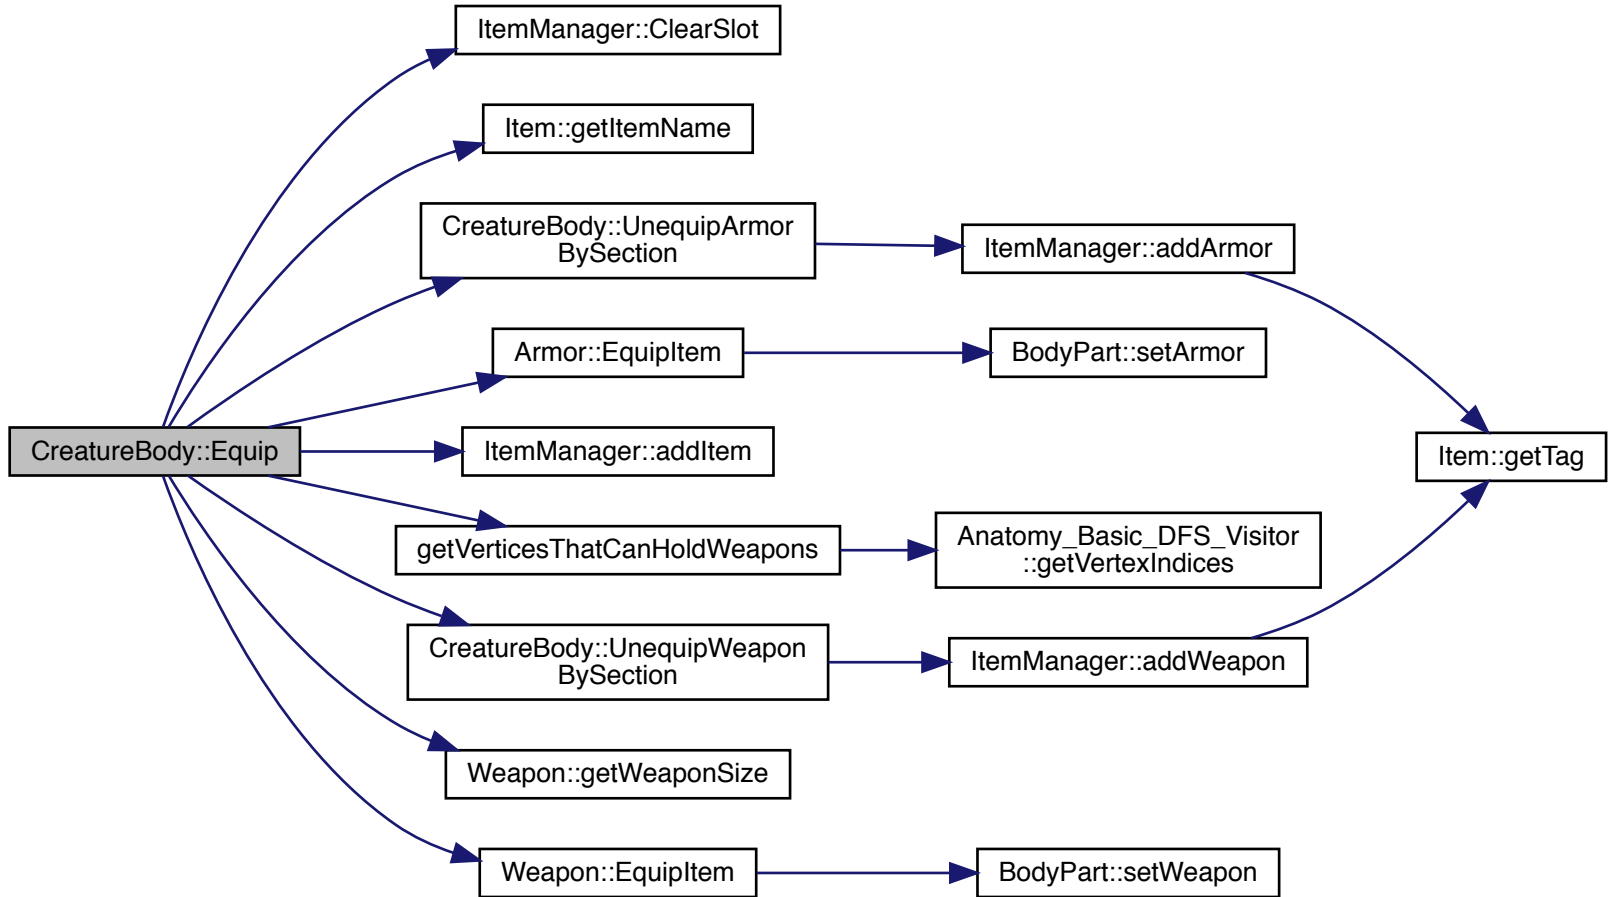 ItemManager::ClearSlot
Item::getItemName
CreatureBody::UnequipArmor
BySection
ItemManager::addArmor
Armor::EquipItem
BodyPart::setArmor
CreatureBody::Equip
ItemManager::addItem
Item::getTag
getVerticesThatCanHoldWeapons
Anatomy_Basic_DFS_Visitor
::getVertexIndices
CreatureBody::UnequipWeapon
BySection
ItemManager::addWeapon
Weapon::getWeaponSize
Weapon::EquipItem
BodyPart::setWeapon